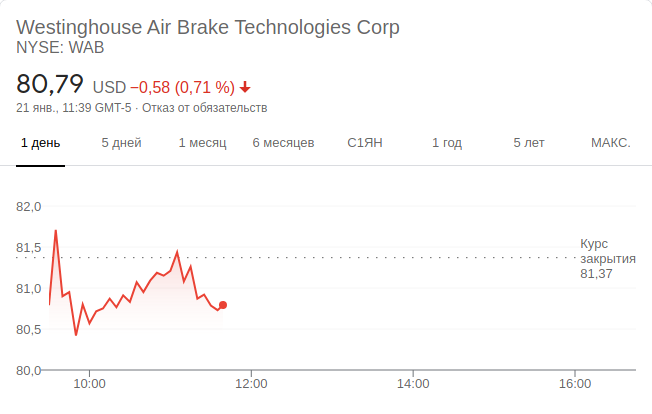 Westinghouse Air Brake Technologies Corp
NYSE: WAB
80,79 USD −0,58 (0,71 %)
21 янв., 11:39 GMT-5 · Отказ от обязательств
1 день 5 дней 1 месяц 6 месяцев С1ЯН 1 год 5 лет МАКС.
82,0
81,5
Курс
закрытия
81,37
81,0
80,5
80,0
10:00 12:00 14:00 16:00